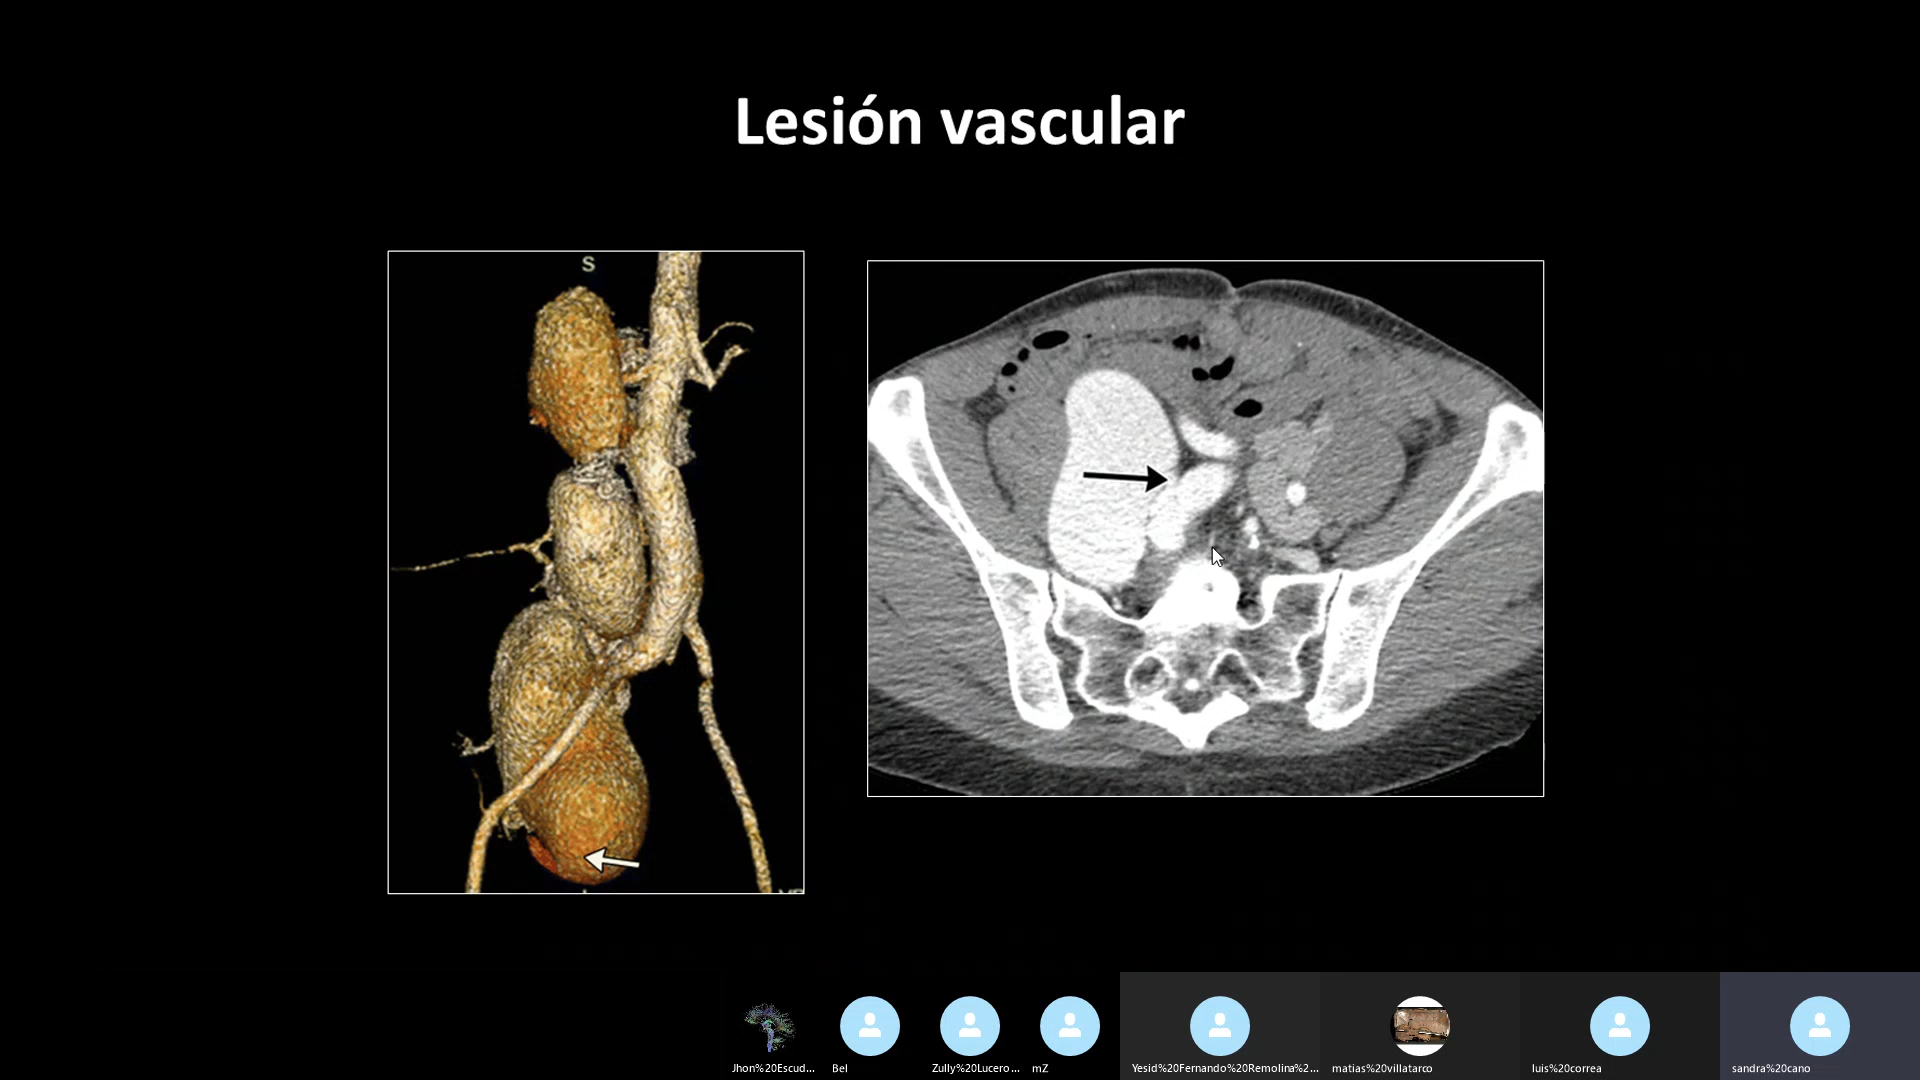 Lesión vascular
S
Jhon%20Escud...
Bel
Zully%20Lucero...
mZ
Yesid%20Fernando%20Remolina%2...
matias%20villatarco
luis%20correa
sandra%20cano